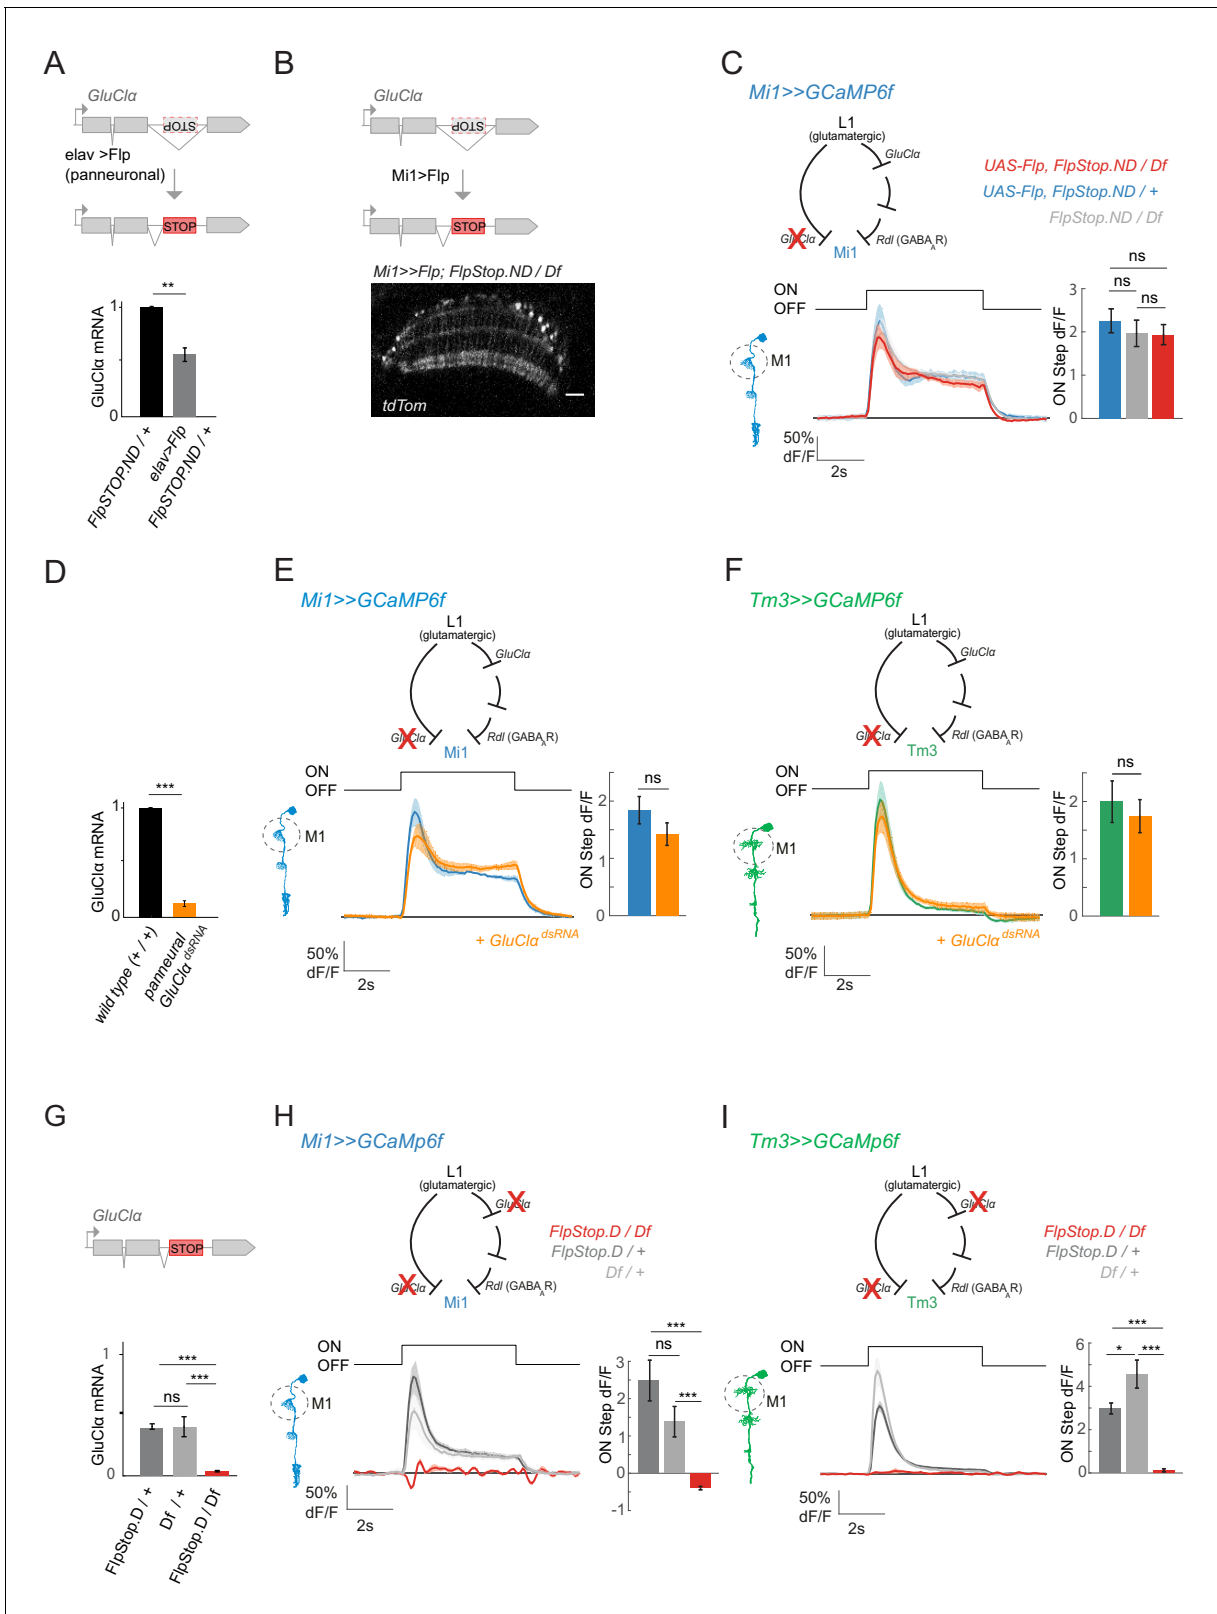 A
GluClα
STOP
elav >Flp
(panneuronal)
STOP
GluClα mRNA
1
0
**
FlpSTOP.ND / +
elav>Flp
FlpSTOP.ND / +
B
GluClα
STOP
Mi1>Flp
STOP
Mi1>>Flp; FlpStop.ND / Df
tdTom
C
Mi1>>GCaMP6f
L1
(glutamatergic)
GluClα
GluClα
X
Rdl (GABAAR)
Mi1
UAS-Flp, FlpStop.ND / Df
UAS-Flp, FlpStop.ND / +
FlpStop.ND / Df
ON
OFF
M1
50%
dF/F
2s
ON Step dF/F
3
2
1
0
ns
ns
ns
D
GluClα mRNA
1
0
***
wild type (+ / +)
panneural
GluClα dsRNA
E
Mi1>>GCaMP6f
L1
(glutamatergic)
GluClα
GluClα
X
Rdl (GABAAR)
Mi1
ON
OFF
M1
+ GluClα dsRNA
50%
dF/F
2s
ON Step dF/F
2
1
0
ns
F
Tm3>>GCaMP6f
L1
(glutamatergic)
GluClα
GluClα
X
Rdl (GABAAR)
Tm3
ON
OFF
M1
+ GluClα dsRNA
50%
dF/F
2s
ON Step dF/F
2
1
0
ns
G
GluClα
STOP
GluClα mRNA
1
0
***
***
ns
FlpStop.D / +
Df / +
FlpStop.D / Df
H
Mi1>>GCaMp6f
L1
(glutamatergic)
GluClα
X
GluClα
X
Rdl (GABAAR)
Mi1
FlpStop.D / Df
FlpStop.D / +
Df / +
ON
OFF
M1
50%
dF/F
2s
ON Step dF/F
3
2
1
0
-1
***
ns
***
I
Tm3>>GCaMp6f
L1
(glutamatergic)
GluClα
X
GluClα
X
Rdl (GABAAR)
Tm3
FlpStop.D / Df
FlpStop.D / +
Df / +
ON
OFF
M1
50%
dF/F
2s
ON Step dF/F
6
3
0
***
*
***